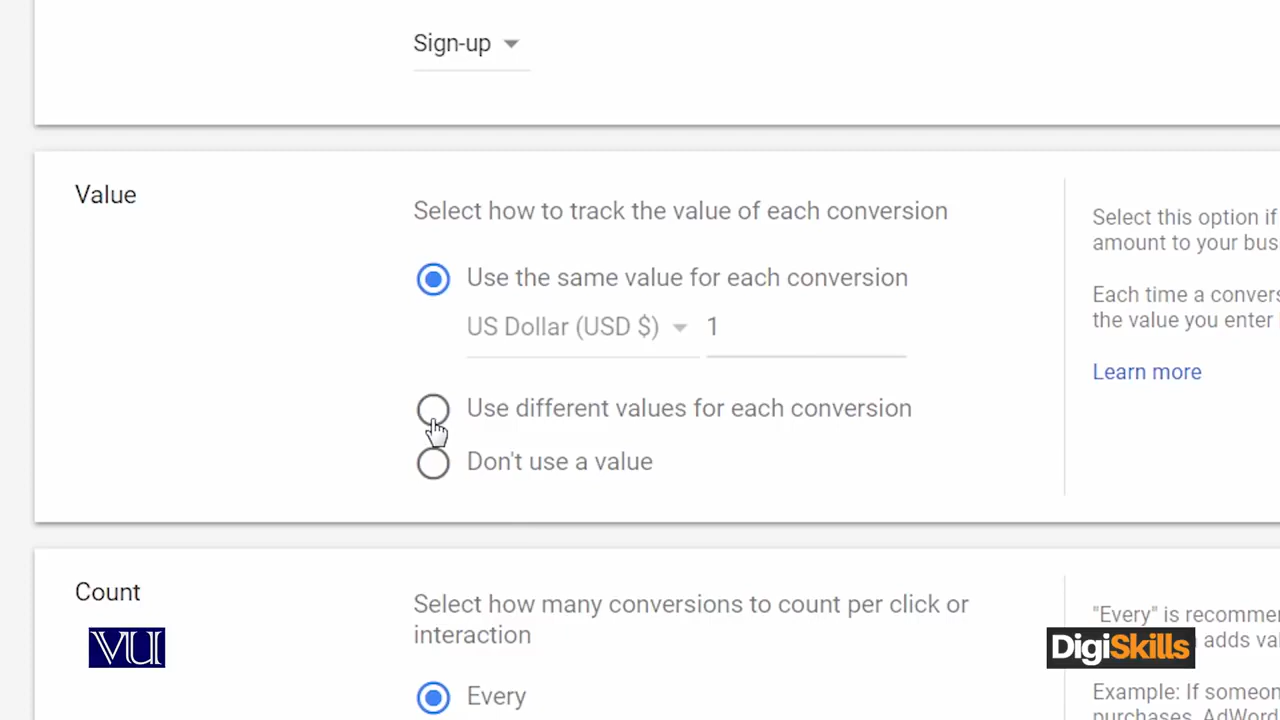 Sign-up
Value
Select how to track the value of each conversion
Use the same value for each conversion
US Dollar (USD $) 1
Use different values for each conversion
Don't use a value
Select this option if
amount to your bus
Each time a convers
the value you enter
Learn more
Count
Select how many conversions to count per click or
interaction
Every
"Every" is recommen
adds val
Example: If someon
purchases, AdWord
VU
DigiSkills